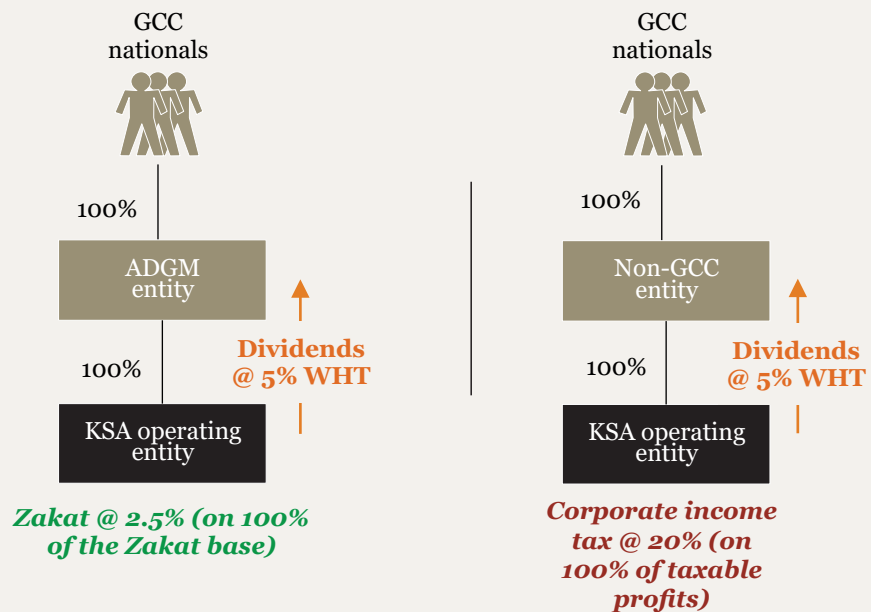 GCC
nationals
100%
ADGM
entity
100%
Dividends
@ 5% WHT
KSA operating
entity
Zakat @ 2.5% (on 100%
of the Zakat base)
GCC
nationals
100%
Non-GCC
entity
100%
Dividends
@ 5% WHT
KSA operating
entity
Corporate income
tax @ 20% (on
100% of taxable
profits)